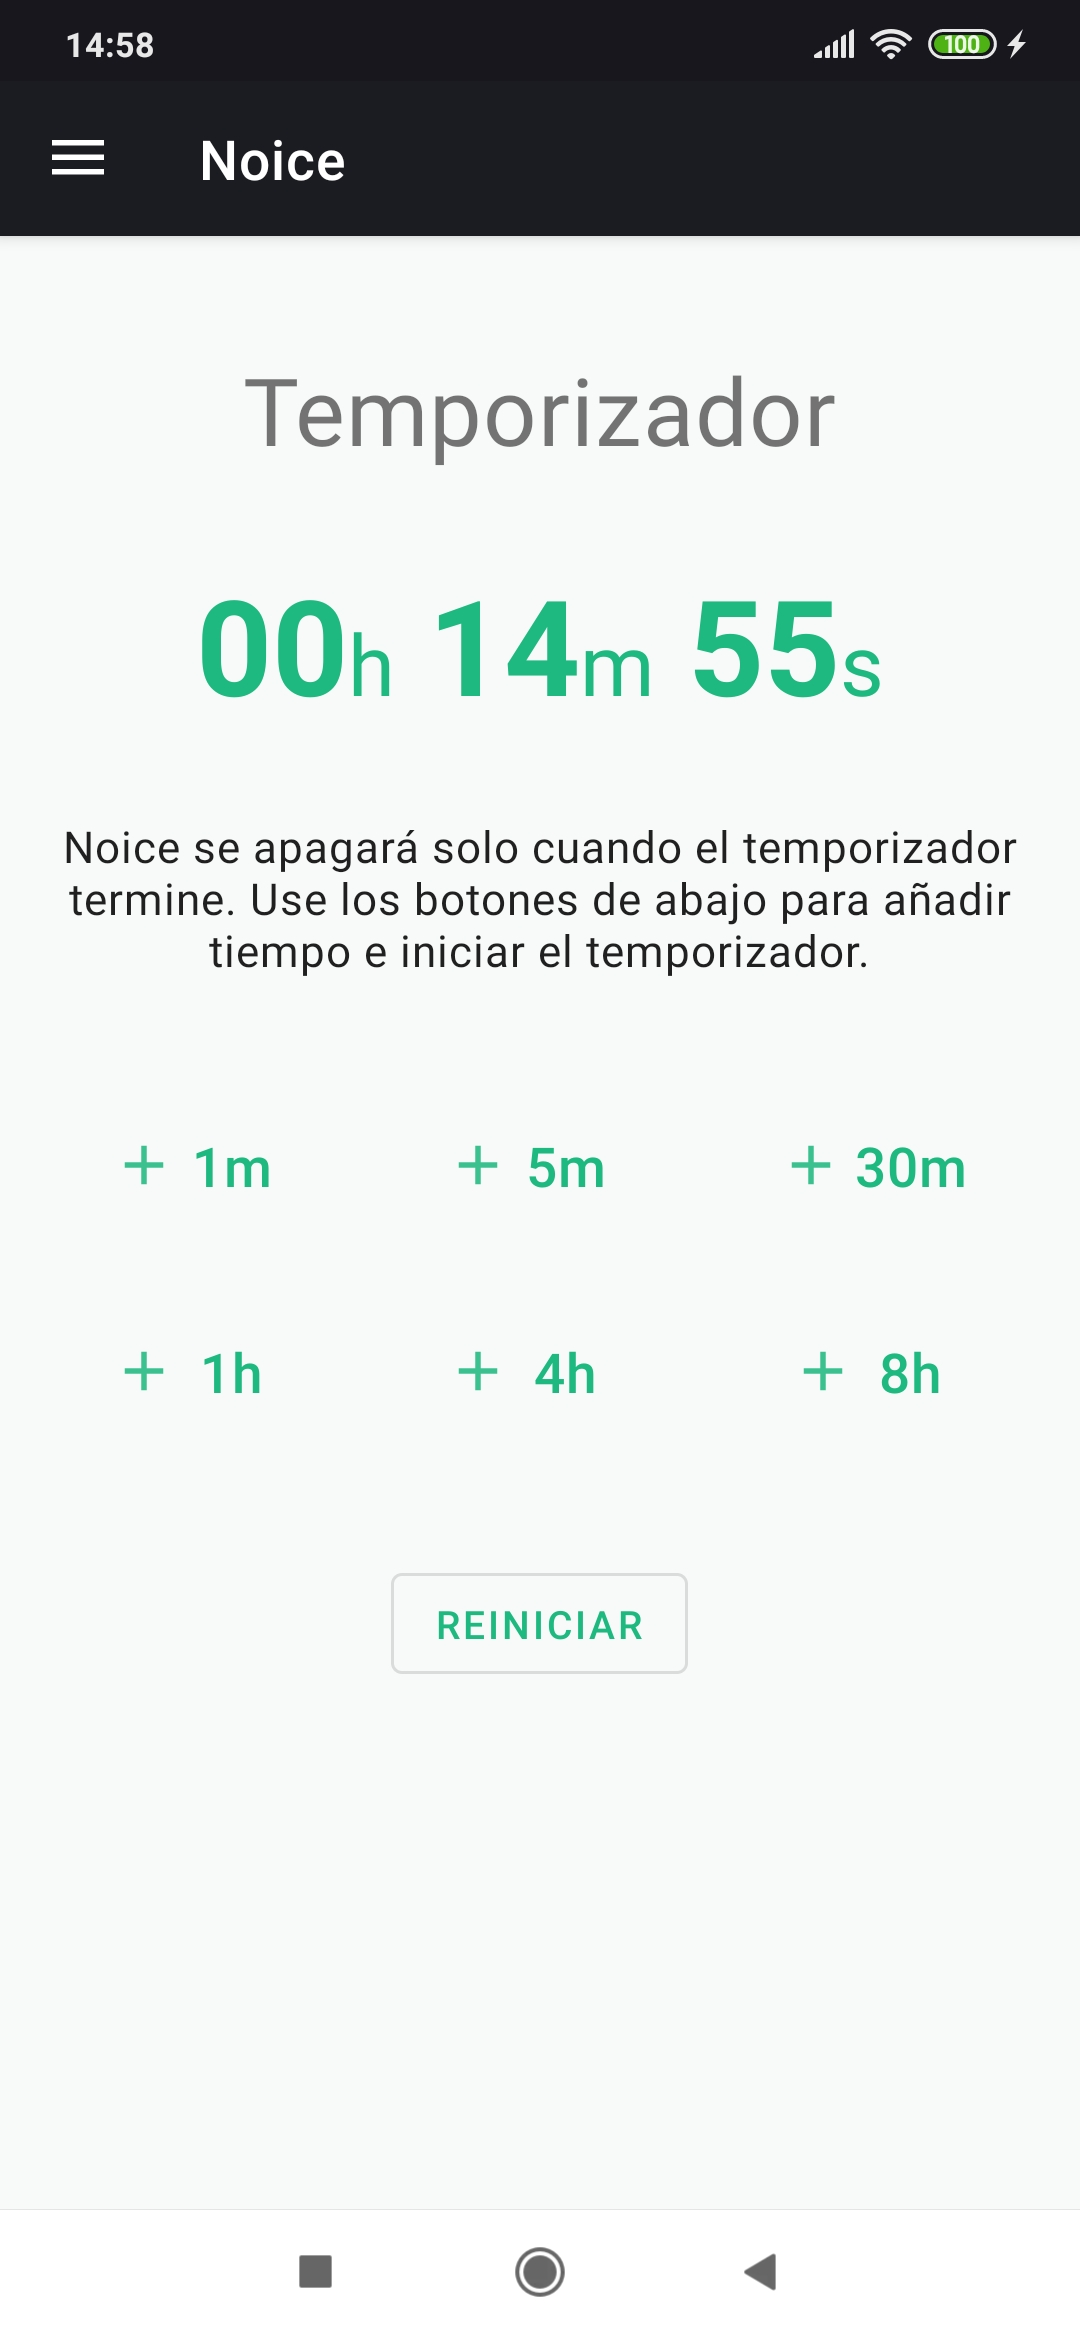 14:58 100
Noice
Temporizador
00h 14m 55s
Noice se apagará solo cuando el temporizador
termine. Use los botones de abajo para añadir
tiempo e iniciar el temporizador.
+ 1m + 5m + 30m
+ 1h + 4h + 8h
REINICIAR